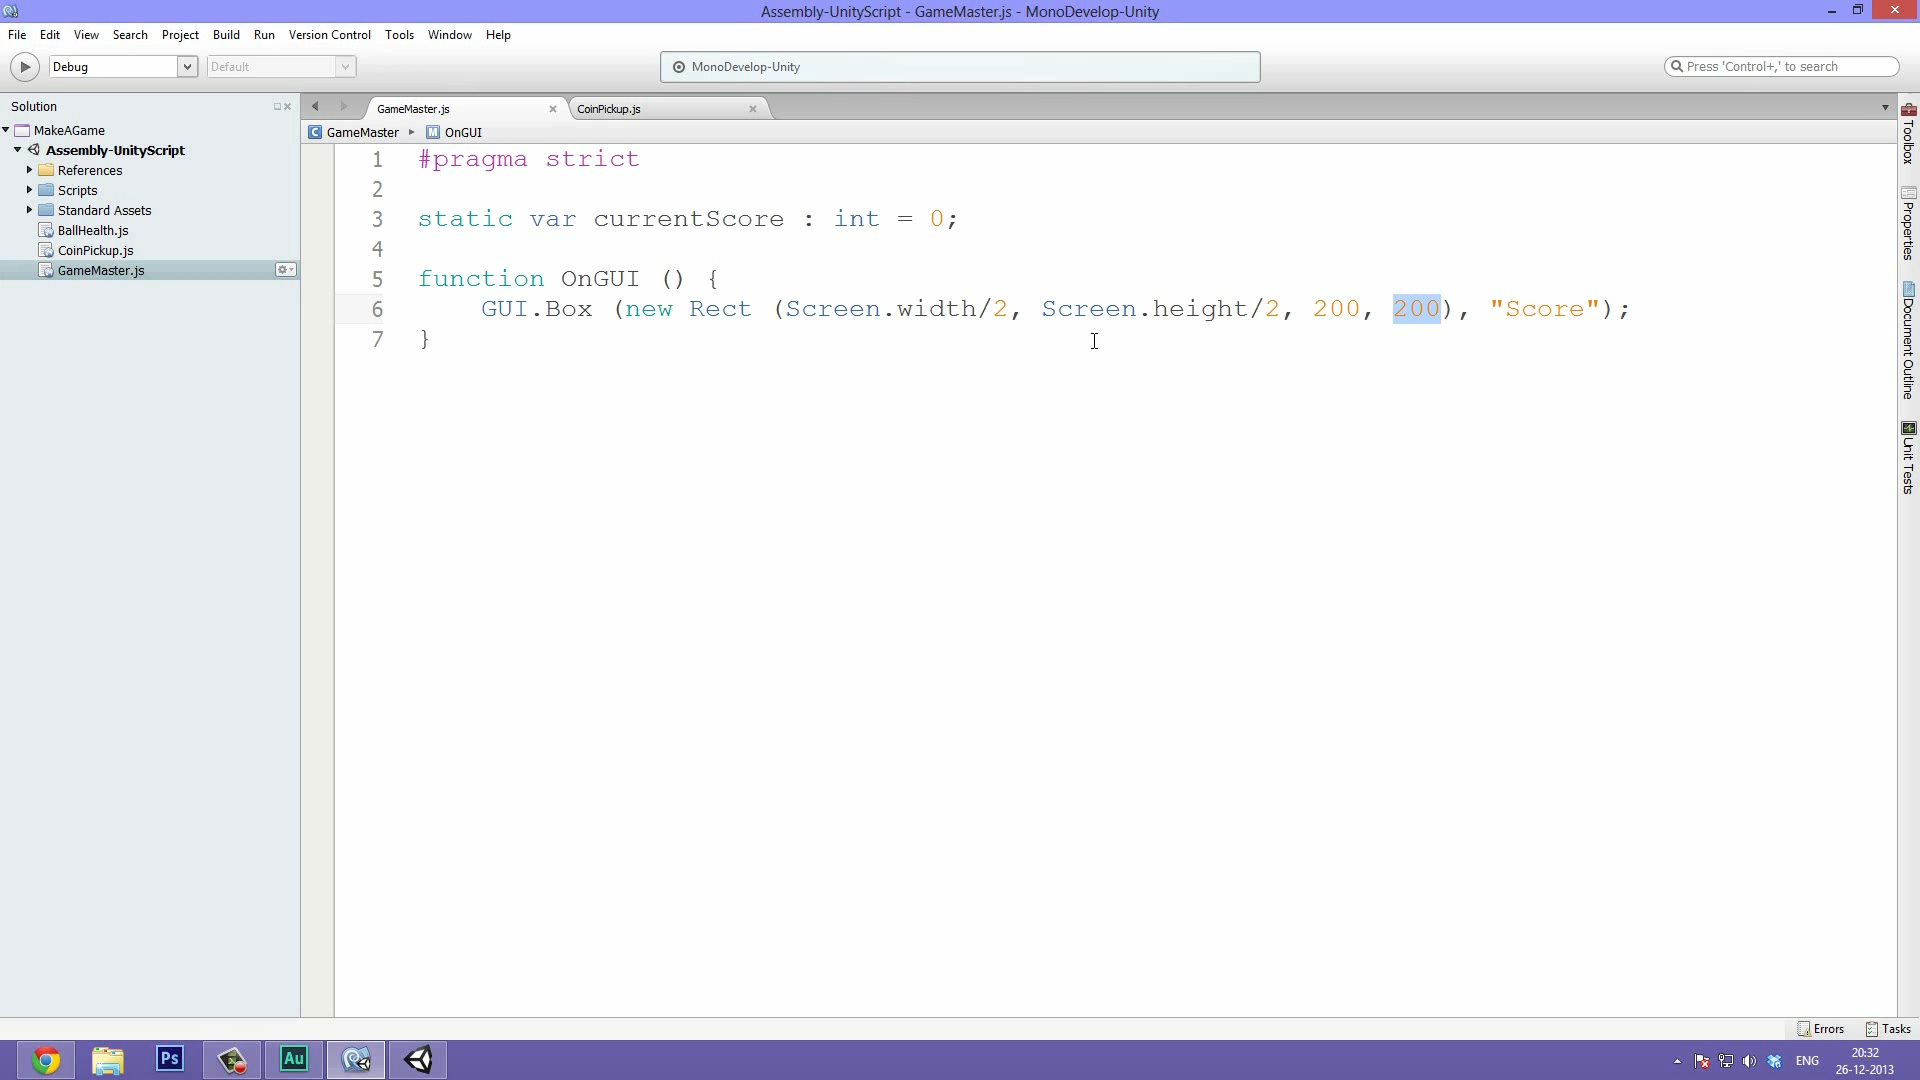 Assembly-UnityScript - GameMaster.js - MonoDevelop-Unity
File Edit View Search Project Build Run Version Control Tools Window Help
Debug Default MonoDevelop-Unity Press 'Control+,' to search
Solution
GameMaster.js CoinPickup.js
MakeAGame
GameMaster OnGUI
Assembly-UnityScript
References
Scripts
Standard Assets
BallHealth.js
CoinPickup.js
GameMaster.js
1 #pragma strict
2
3 static var currentScore : int = 0;
4
5 function OnGUI () {
6 GUI.Box (new Rect (Screen.width/2, Screen.height/2, 200, 200), "Score");
7 }
Toolbox
Properties
Document Outline
Unit Tests
Errors Tasks
Ps Au
ENG
20:32
26-12-2013